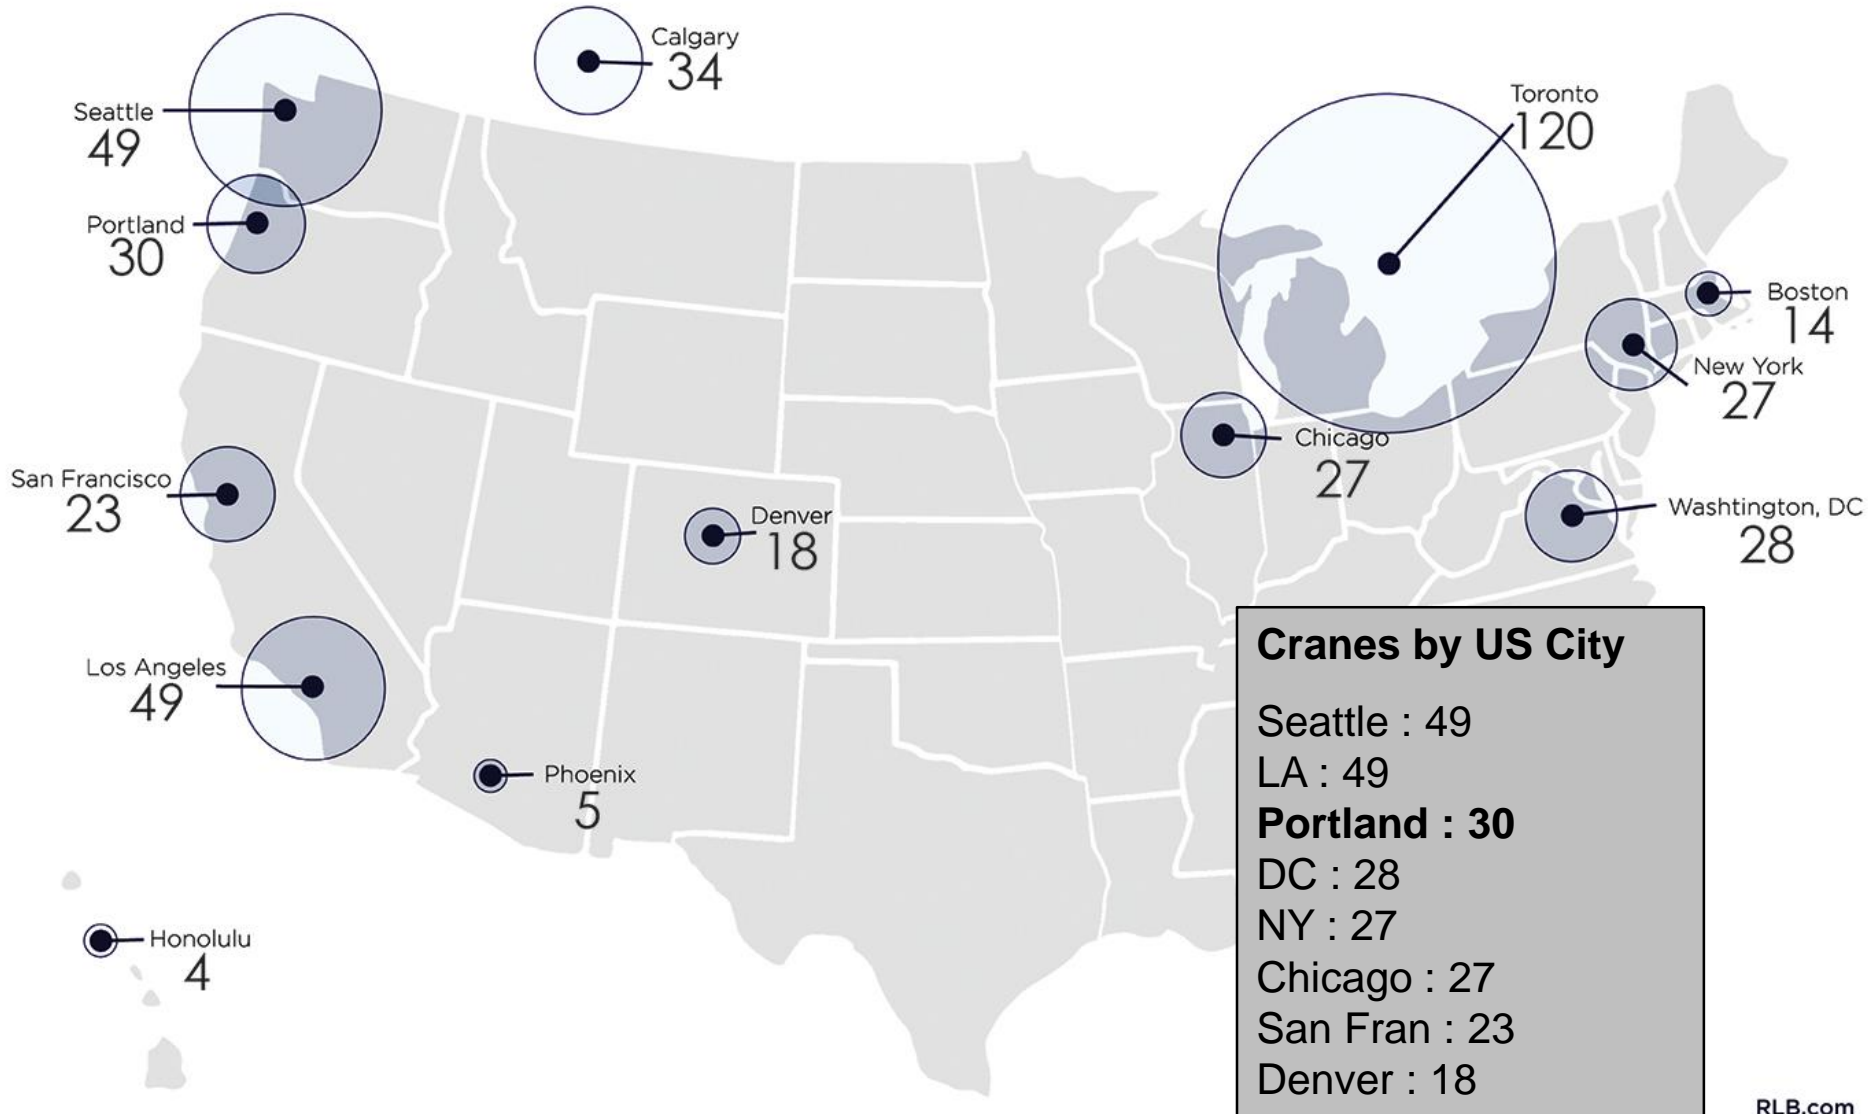 Calgary
34
Seattle
49
Toronto
120
Portland
30
Boston
14
New York
27
Chicago
27
San Francisco
23
Denver
18
Washtington, DC
28
Los Angeles
49
Phoenix
5
Honolulu
4
Cranes by US City
Seattle : 49
LA : 49
Portland : 30
DC : 28
NY : 27
Chicago : 27
San Fran : 23
Denver : 18
RLB.com